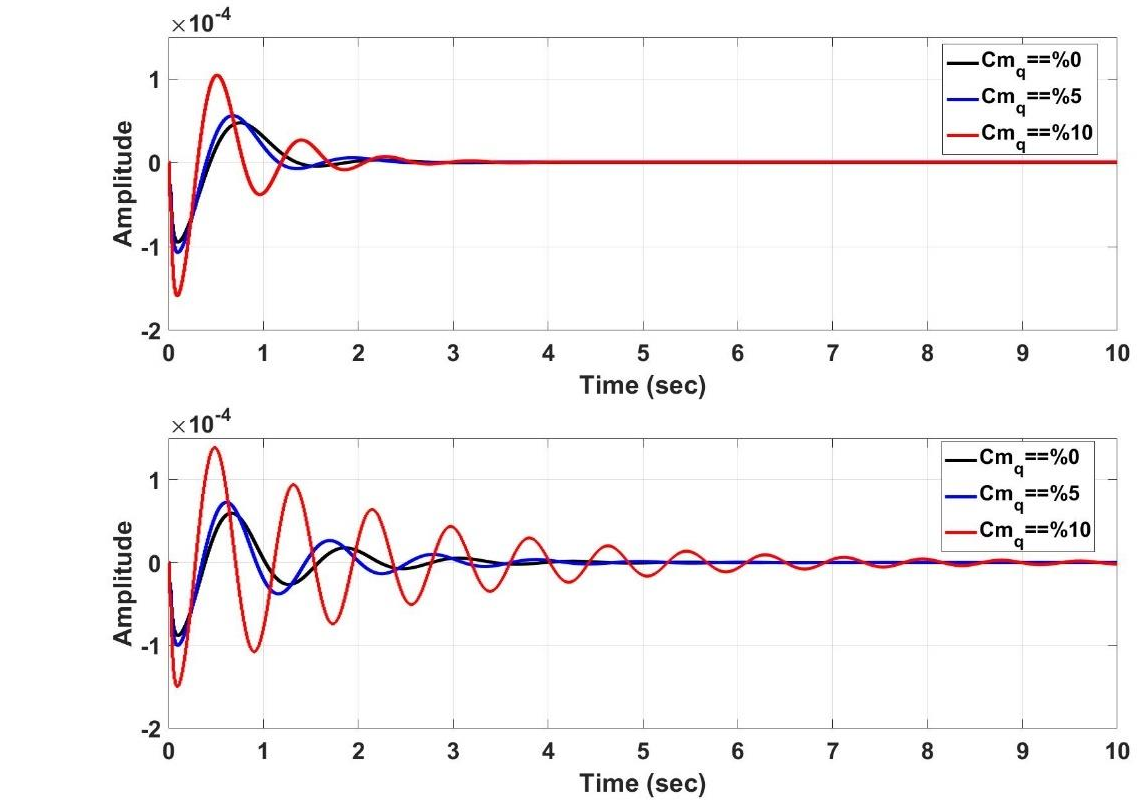 ×10-4
Amplitude
1
0
-1
-2
Cmq==%0
Cmq==%5
Cmq==%10
0 1 2 3 4 5 6 7 8 9 10
Time (sec)
×10-4
Amplitude
1
0
-1
-2
Cmq==%0
Cmq==%5
Cmq==%10
0 1 2 3 4 5 6 7 8 9 10
Time (sec)